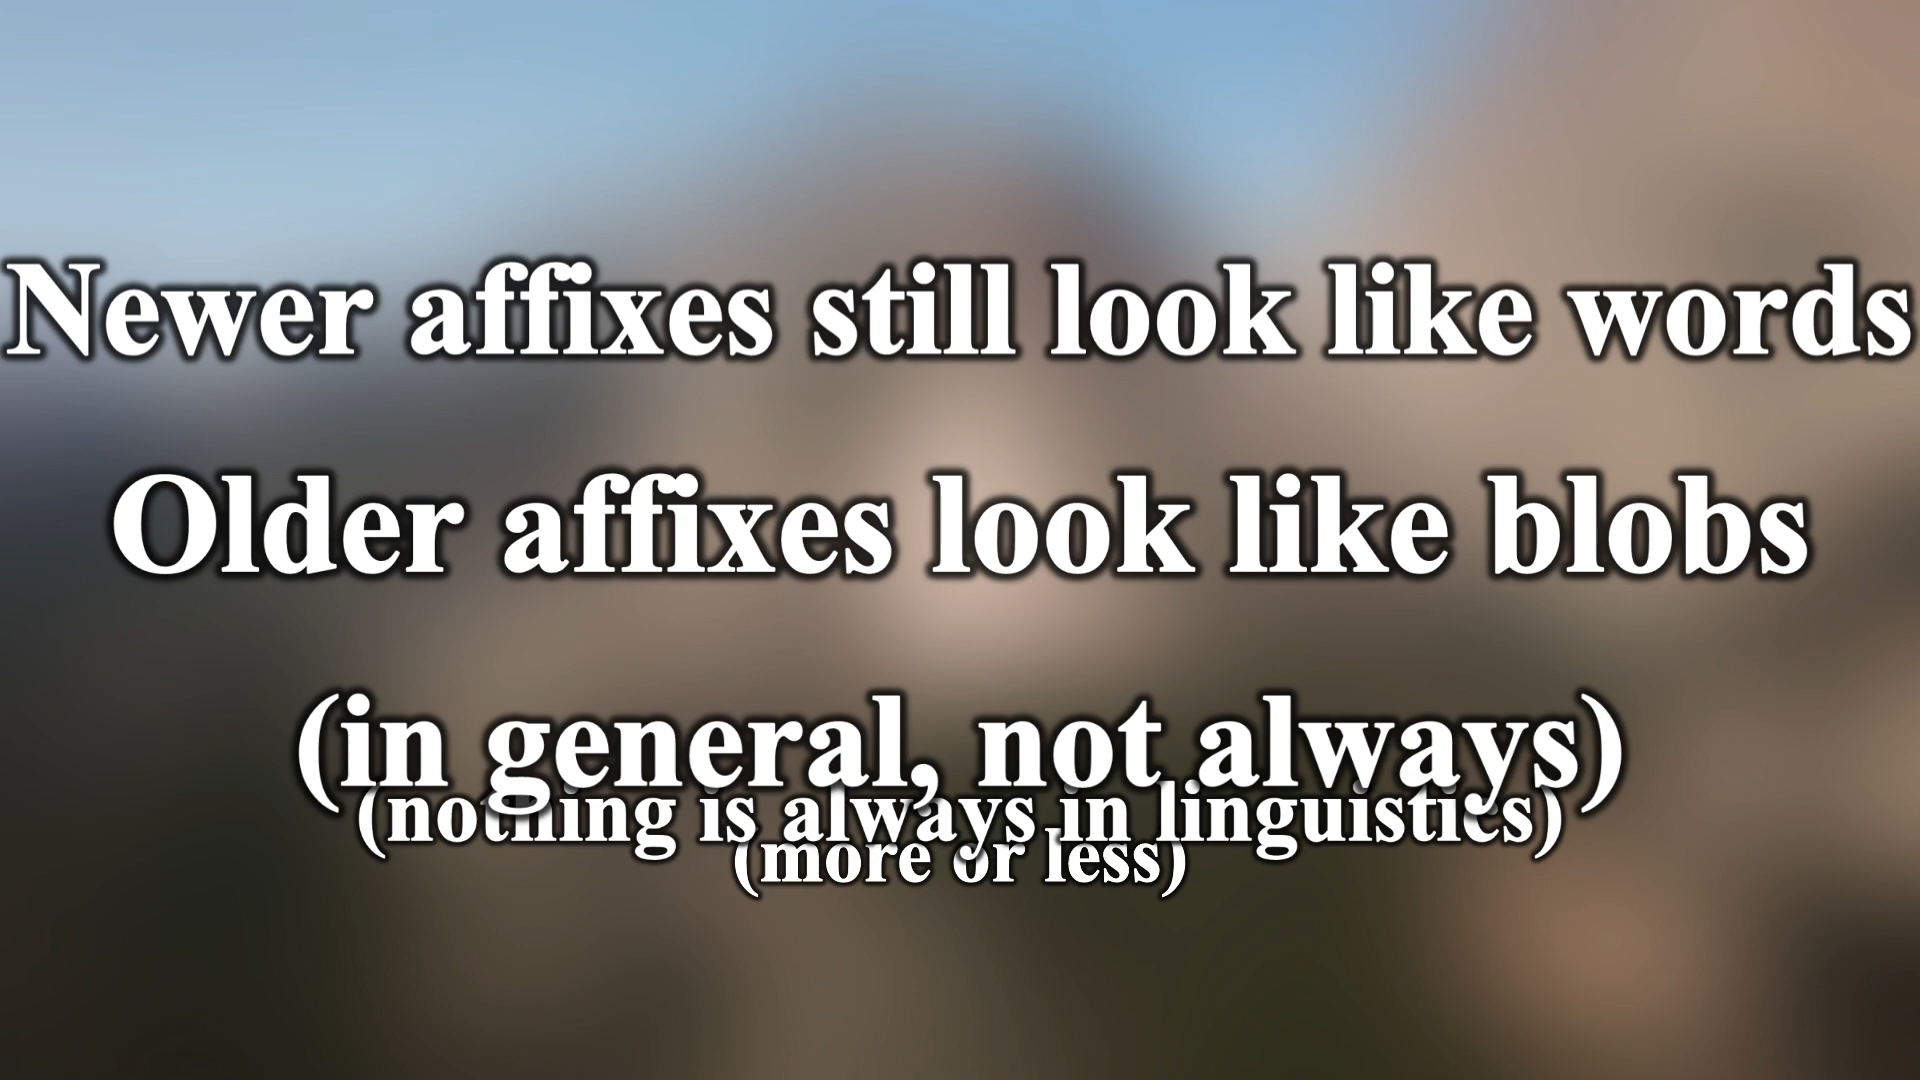 Newer affixes still look like words
Older affixes look like blobs
(in general, not always)
(nothing is always in linguistics)
(more or less)